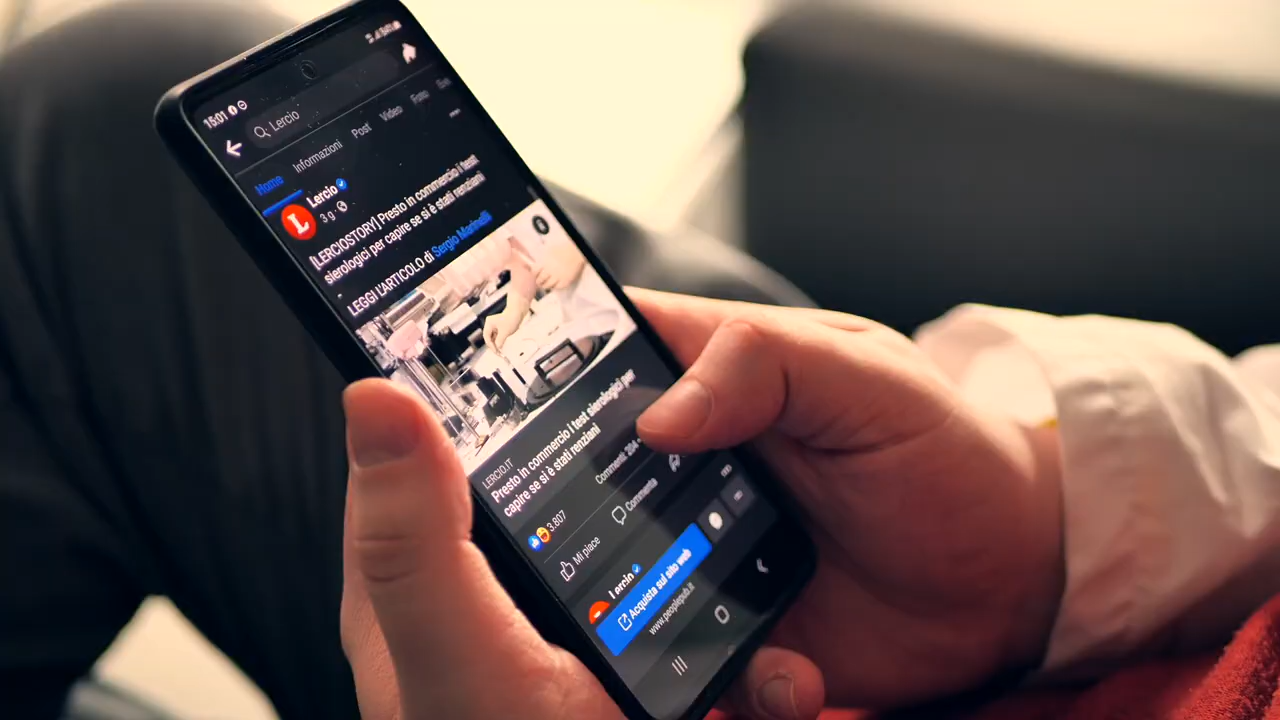 15:01
Lercio
Home Informazioni Post Video Foto
Lercio
3 g
[LERCIOSTORY] Presto in commercio i test
sierologici per capire se si è stati renziani
LEGGI L'ARTICOLO di Sergio Marinelli
LERCIO.IT
Presto in commercio i test sierologici per
capire se si è stati renziani
3.807
Commenti: 204
Mi piace
Commenta
Lercio
Acquista sul sito web
www.peoplepub.it